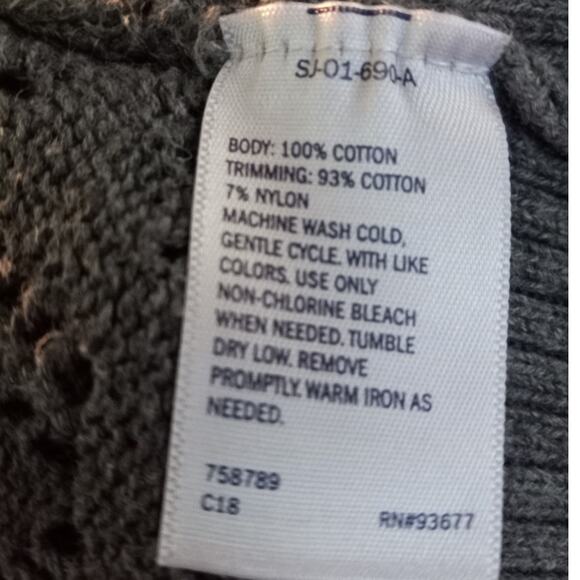 SJ-01-690-A
BODY: 100% COTTON
TRIMMING: 93% COTTON
7% NYLON
MACHINE WASH COLD,
GENTLE CYCLE. WITH LIKE
COLORS. USE ONLY
NON-CHLORINE BLEACH
WHEN NEEDED. TUMBLE
DRY LOW. REMOVE
PROMPTLY. WARM IRON AS
NEEDED.
758789
C18
RN#93677